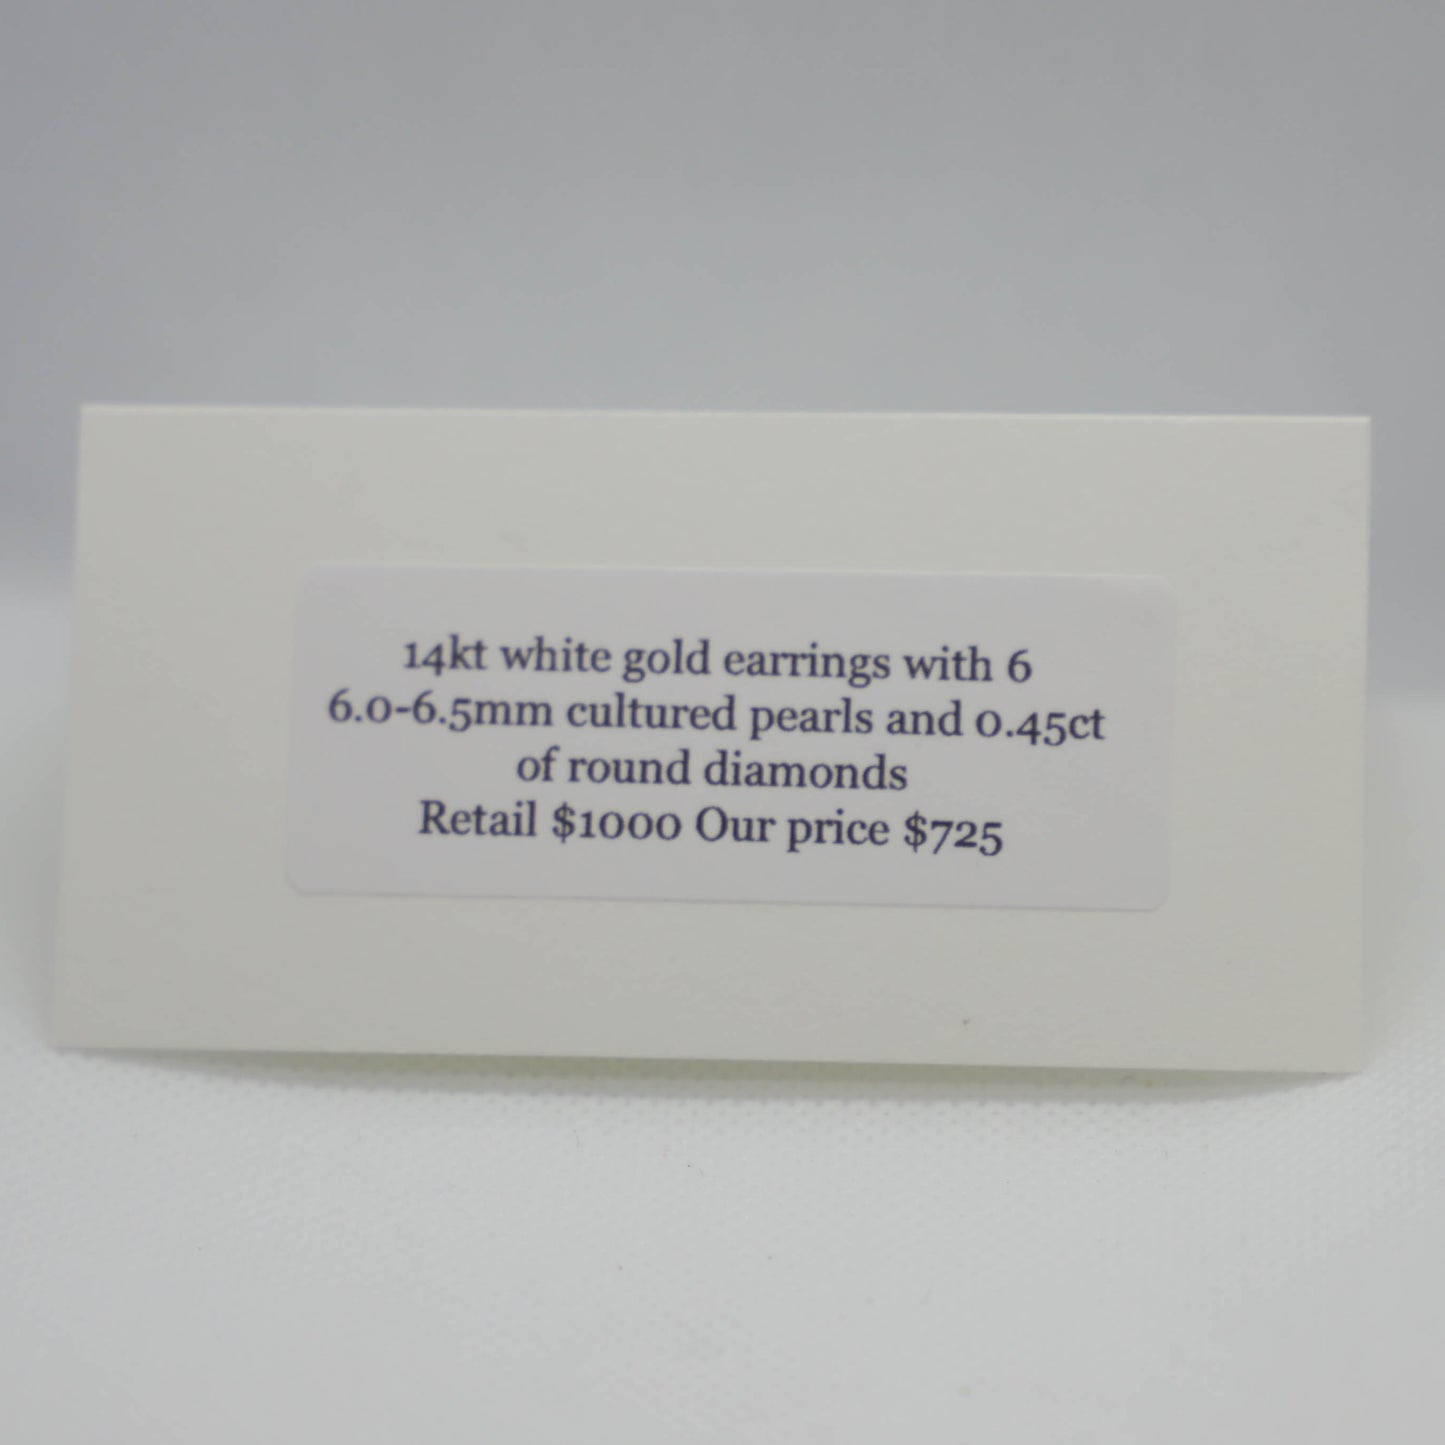 14kt white gold earrings with 6
6.0-6.5mm cultured pearls and 0.45ct
of round diamonds
Retail $1000 Our price $725